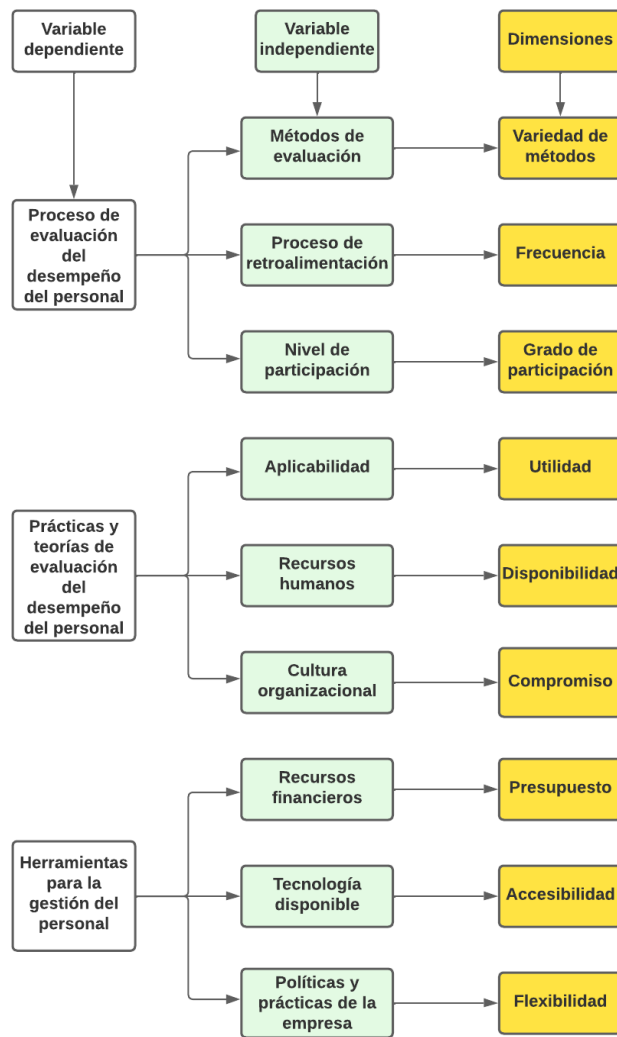 Variable
dependiente
Variable
independiente
Dimensiones
Proceso de
evaluación
del
desempeño
del personal
Métodos de
evaluación
Variedad de
métodos
Proceso de
retroalimentación
Frecuencia
Nivel de
participación
Grado de
participación
Prácticas y
teorías de
evaluación
del
desempeño
del personal
Aplicabilidad
Utilidad
Recursos
humanos
Disponibilidad
Cultura
organizacional
Compromiso
Herramientas
para la
gestión del
personal
Recursos
financieros
Presupuesto
Tecnología
disponible
Accesibilidad
Políticas y
prácticas de la
empresa
Flexibilidad